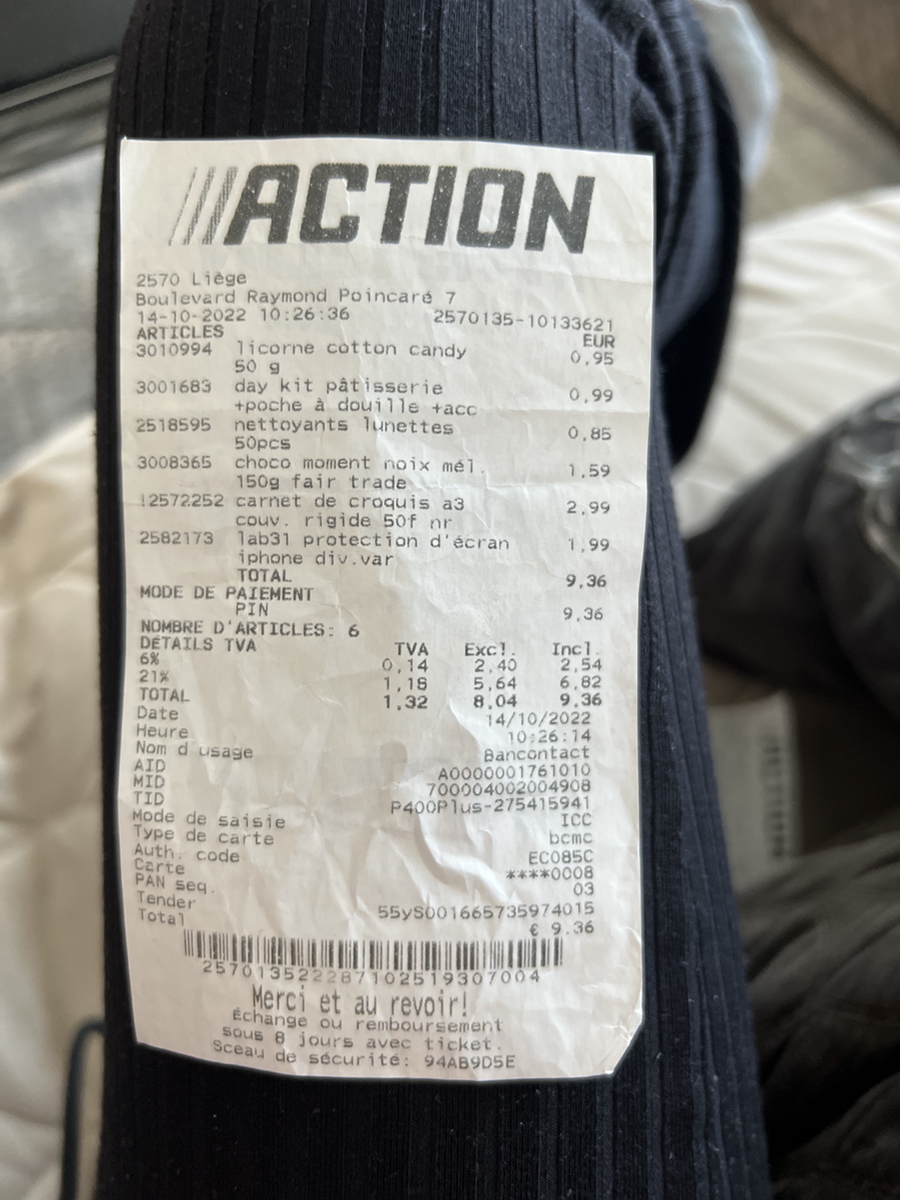 ACTION
2570 Liège
Boulevard Raymond Poincaré 7
14-10-2022 10:26:36 2570135-10133621
ARTICLES EUR
3010994 licorne cotton candy 0,95
50 g
3001683 day kit pâtisserie 0,99
+poche à douille +acc
2518595 nettoyants lunettes 0,85
50pcs
3008365 choco moment noix mél. 1,59
150g fair trade
!2572252 carnet de croquis a3 2,99
couv. rigide 50f nr
2582173 lab31 protection d'écran 1,99
iphone div.var
TOTAL 9,36
MODE DE PAIEMENT
PIN 9,36
NOMBRE D'ARTICLES: 6
DÉTAILS TVA TVA Excl. Incl.
6% 0,14 2,40 2,54
21% 1,18 5,64 6,82
TOTAL 1,32 8,04 9,36
Date 14/10/2022
Heure 10:26:14
Nom d usage Bancontact
AID A0000001761010
MID 700004002004908
TID P400Plus-275415941
Mode de saisie ICC
Type de carte bcmc
Auth. code EC085C
Carte ****0008
PAN seq. 03
Tender 55yS001665735974015
Total € 9.36
257013522287102519307004
Merci et au revoir!
Échange ou remboursement
sous 8 jours avec ticket.
Sceau de sécurité: 94AB9D5E